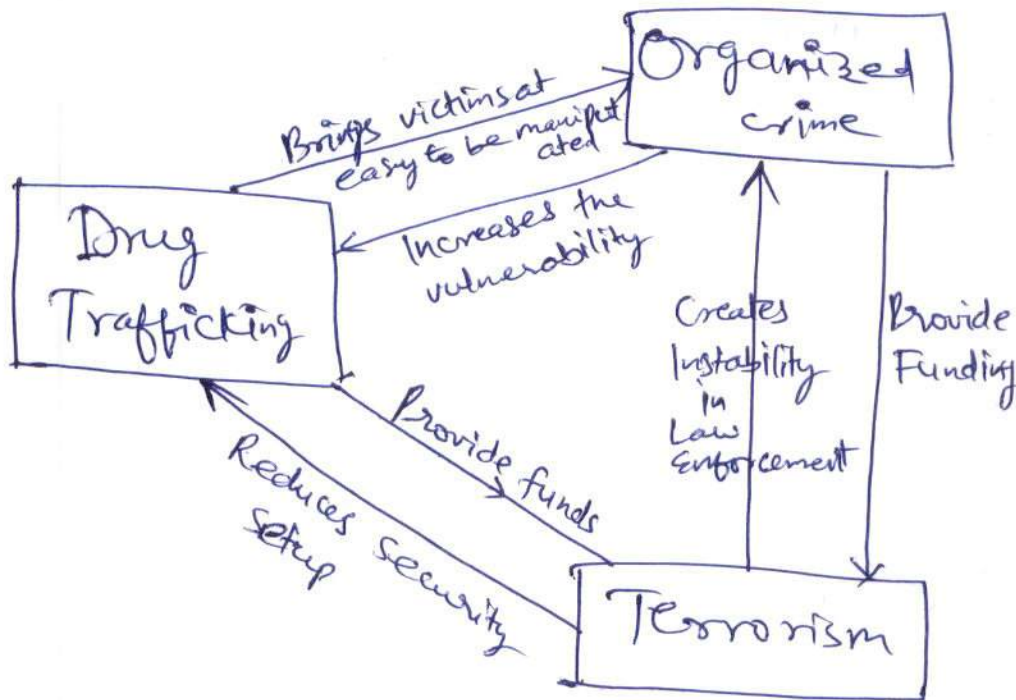 Organized
crime
Brings victims at
easy to be manipul
ated
Increases the
vulnerability
Drug
Trafficking
Creates
Instability
in
Law
Enforcement
Provide
Funding
Provide funds
Reduces security
setup
Terrorism